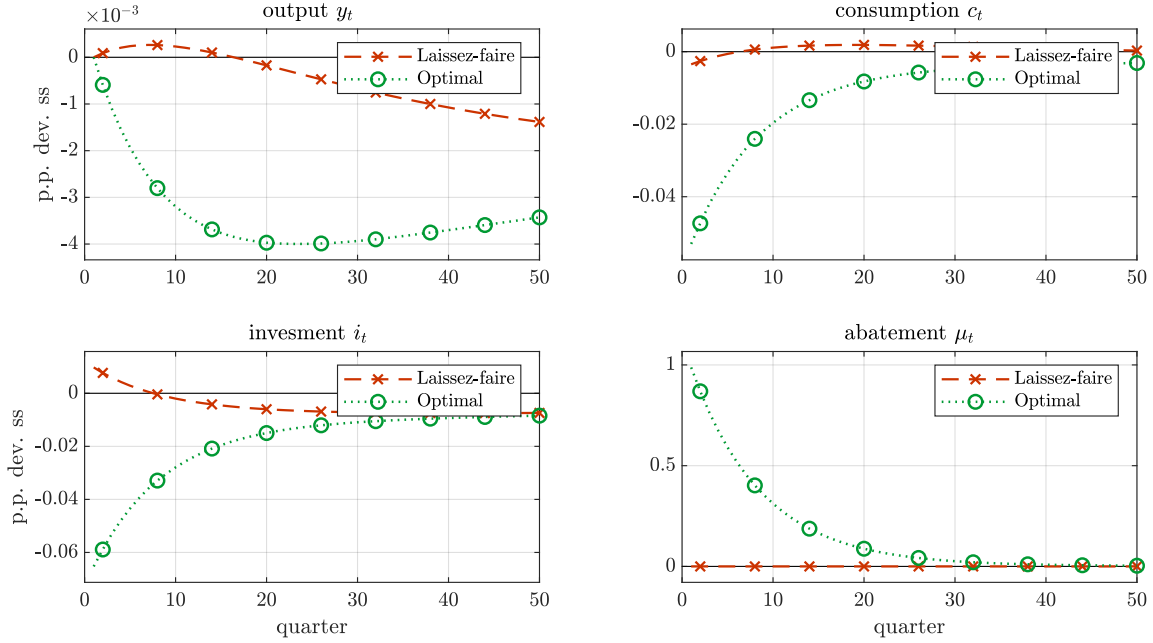 output y_t
×10^−3
0
-1
-2
-3
-4
p.p. dev. ss
0 10 20 30 40 50
Laissez-faire
Optimal
consumption c_t
0
-0.02
-0.04
0 10 20 30 40 50
Laissez-faire
Optimal
invesment i_t
0
-0.02
-0.04
-0.06
p.p. dev. ss
0 10 20 30 40 50
quarter
Laissez-faire
Optimal
abatement μ_t
1
0.5
0
0 10 20 30 40 50
quarter
Laissez-faire
Optimal